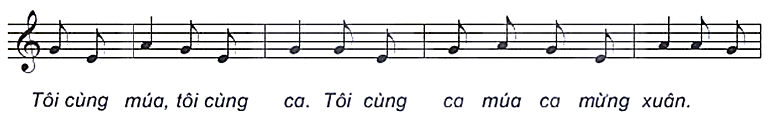 Tôi cùng múa, tôi cùng ca. Tôi cùng ca múa ca mừng xuân.